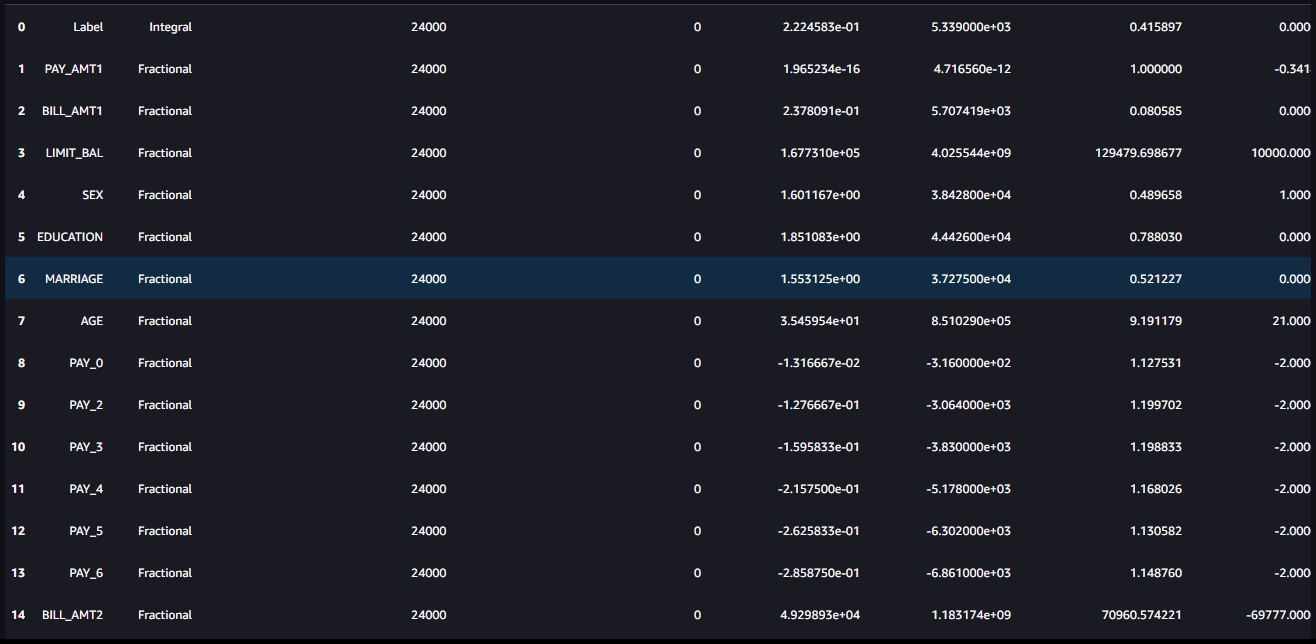 0 Label Integral 24000 0 2.224583e-01 5.339000e+03 0.415897 0.000
1 PAY_AMT1 Fractional 24000 0 1.965234e-16 4.716560e-12 1.000000 -0.341
2 BILL_AMT1 Fractional 24000 0 2.378091e-01 5.707419e+03 0.080585 0.000
3 LIMIT_BAL Fractional 24000 0 1.677310e+05 4.025544e+09 129479.698677 10000.000
4 SEX Fractional 24000 0 1.601167e+00 3.842800e+04 0.489658 1.000
5 EDUCATION Fractional 24000 0 1.851083e+00 4.442600e+04 0.788030 0.000
6 MARRIAGE Fractional 24000 0 1.553125e+00 3.727500e+04 0.521227 0.000
7 AGE Fractional 24000 0 3.545954e+01 8.510290e+05 9.191179 21.000
8 PAY_0 Fractional 24000 0 -1.316667e-02 -3.160000e+02 1.127531 -2.000
9 PAY_2 Fractional 24000 0 -1.276667e-01 -3.064000e+03 1.199702 -2.000
10 PAY_3 Fractional 24000 0 -1.595833e-01 -3.830000e+03 1.198833 -2.000
11 PAY_4 Fractional 24000 0 -2.157500e-01 -5.178000e+03 1.168026 -2.000
12 PAY_5 Fractional 24000 0 -2.625833e-01 -6.302000e+03 1.130582 -2.000
13 PAY_6 Fractional 24000 0 -2.858750e-01 -6.861000e+03 1.148760 -2.000
14 BILL_AMT2 Fractional 24000 0 4.929893e+04 1.183174e+09 70960.574221 -69777.000